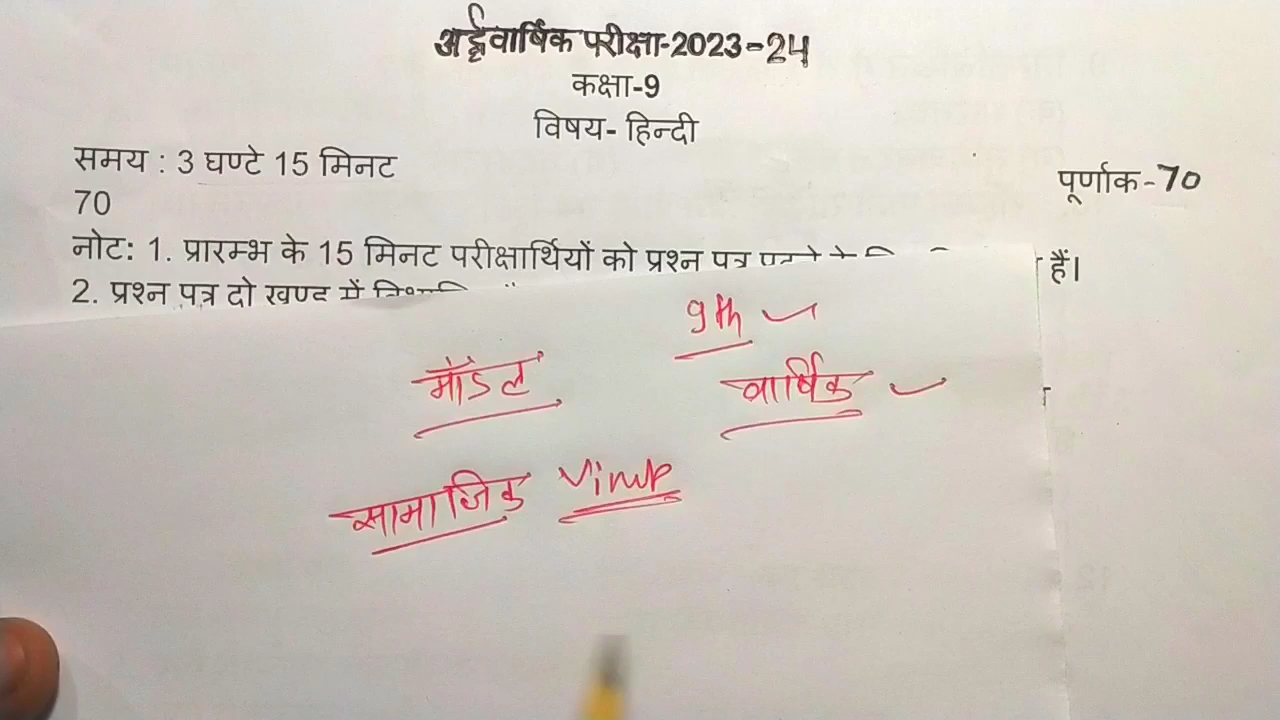 अर्द्धवार्षिक परीक्षा-2023-24
कक्षा-9
विषय- हिन्दी
समय : 3 घण्टे 15 मिनट
पूर्णाक-70
70
नोट: 1. प्रारम्भ के 15 मिनट परीक्षार्थियों को प्रश्न पत्र हैं।
2. प्रश्न पत्र दो खण्ड में
9th
मॉडल वार्षिक
सामाजिक